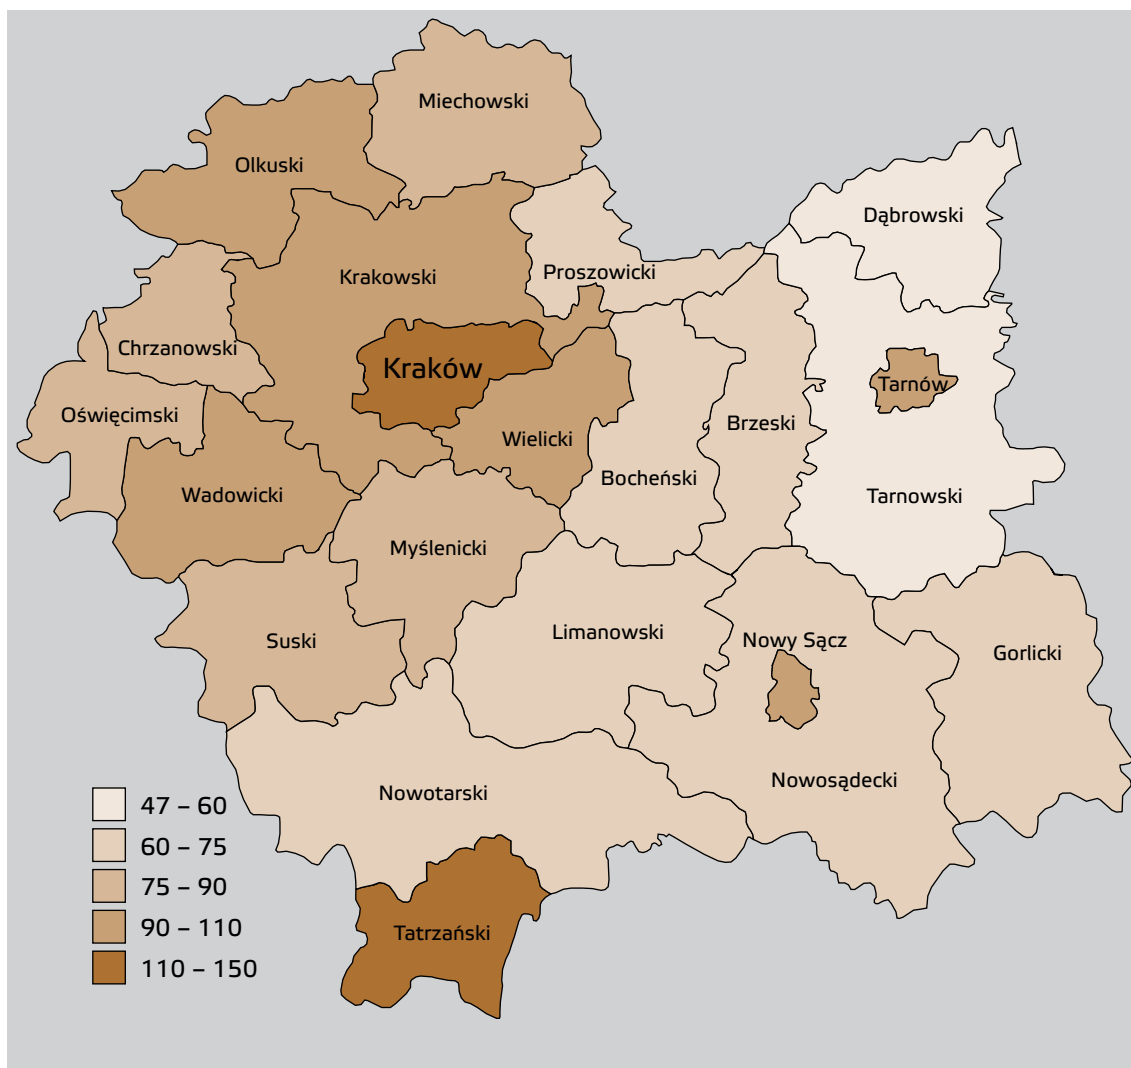 Miechowski
Olkuski
Dąbrowski
Krakowski
Proszowicki
Chrzanowski
Kraków
Tarnów
Oświęcimski
Brzeski
Wielicki
Bocheński
Wadowicki
Tarnowski
Myślenicki
Limanowski
Suski
Nowy Sącz
Gorlicki
Nowotarski
Nowosądecki
Tatrzański
47 – 60
60 – 75
75 – 90
90 – 110
110 – 150